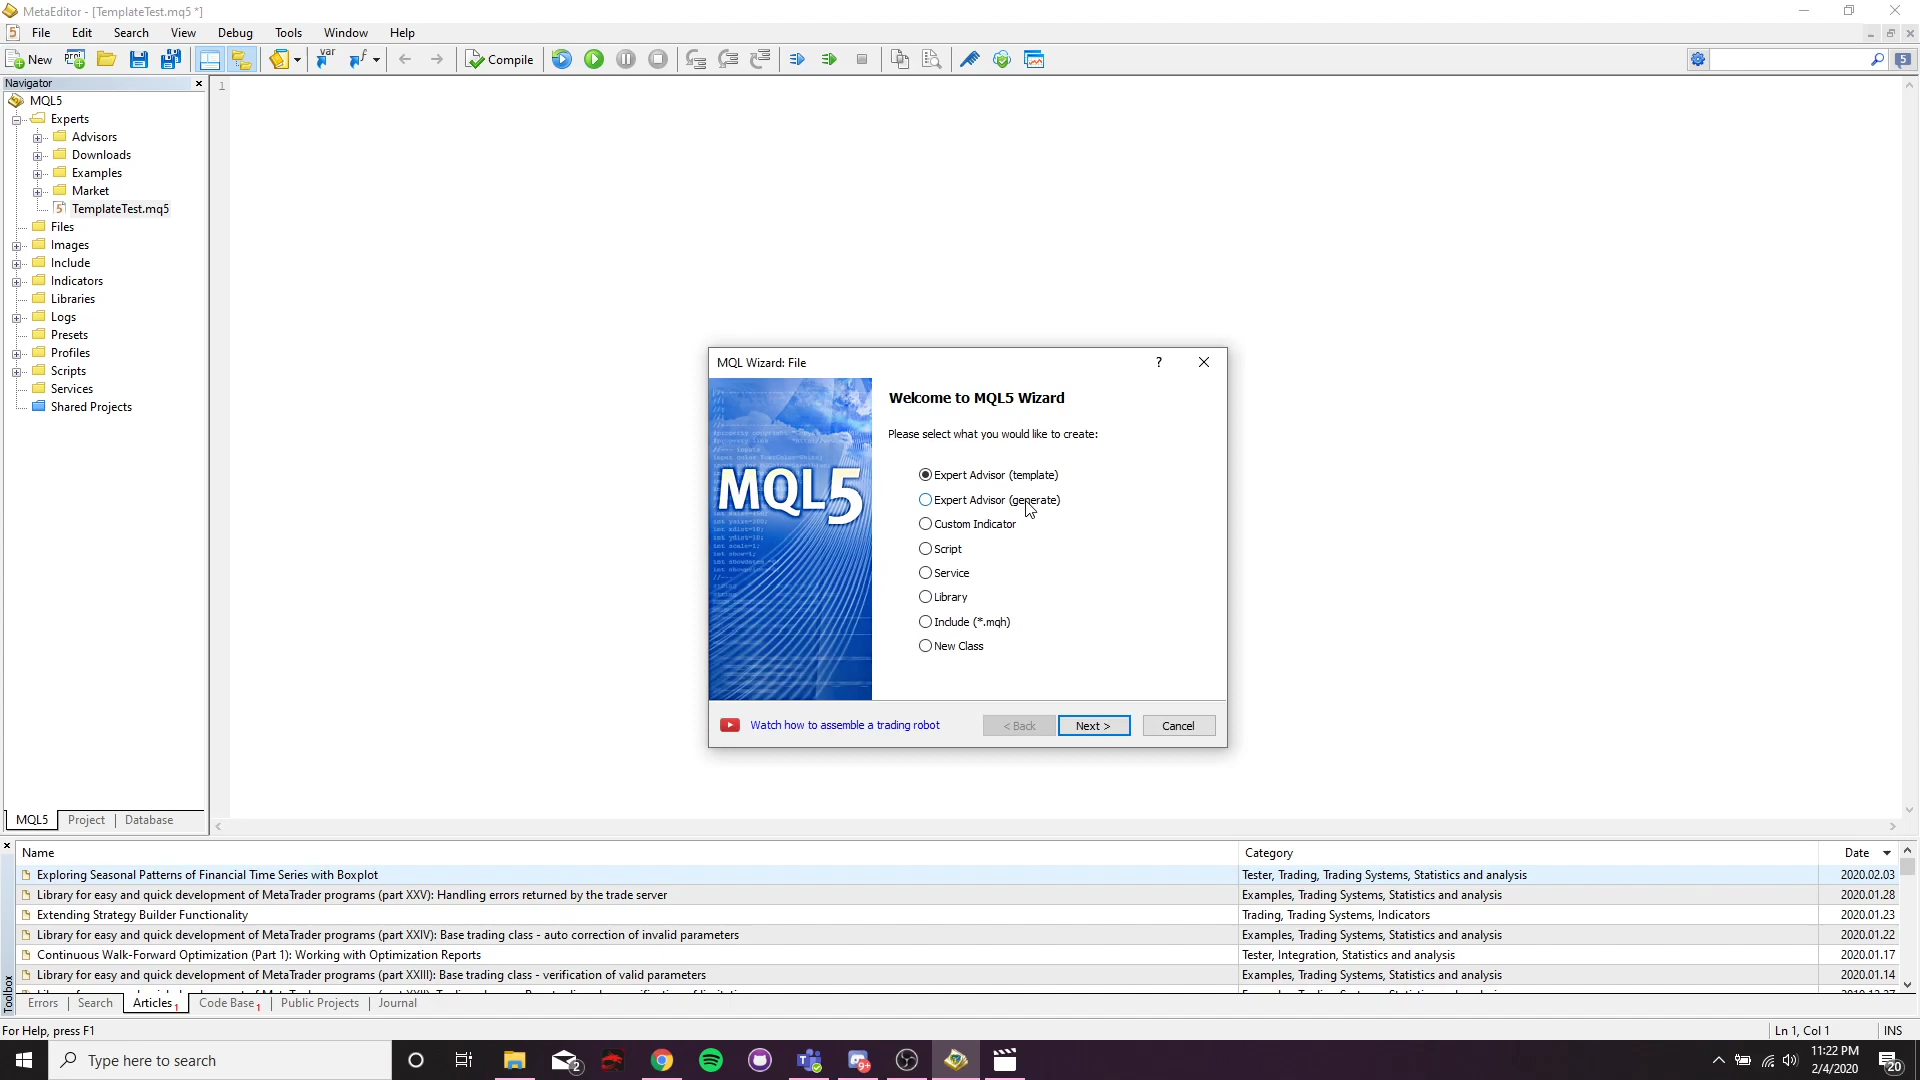 MetaEditor - [TemplateTest.mq5 *]
File Edit Search View Debug Tools Window Help
New Compile
Navigator
MQL5
Experts
Advisors
Downloads
Examples
Market
TemplateTest.mq5
Files
Images
Include
Indicators
Libraries
Logs
Presets
Profiles
Scripts
Services
Shared Projects
MQL5 Project Database
1
MQL Wizard: File
MQL5
Welcome to MQL5 Wizard
Please select what you would like to create:
Expert Advisor (template)
Expert Advisor (generate)
Custom Indicator
Script
Service
Library
Include (*.mqh)
New Class
Watch how to assemble a trading robot
< Back Next > Cancel
Name Category Date
Exploring Seasonal Patterns of Financial Time Series with Boxplot Tester, Trading, Trading Systems, Statistics and analysis 2020.02.03
Library for easy and quick development of MetaTrader programs (part XXV): Handling errors returned by the trade server Examples, Trading Systems, Statistics and analysis 2020.01.28
Extending Strategy Builder Functionality Trading, Trading Systems, Indicators 2020.01.23
Library for easy and quick development of MetaTrader programs (part XXIV): Base trading class - auto correction of invalid parameters Examples, Trading Systems, Statistics and analysis 2020.01.22
Continuous Walk-Forward Optimization (Part 1): Working with Optimization Reports Tester, Integration, Statistics and analysis 2020.01.17
Library for easy and quick development of MetaTrader programs (part XXIII): Base trading class - verification of valid parameters Examples, Trading Systems, Statistics and analysis 2020.01.14
Toolbox
Errors Search Articles 1 Code Base 1 Public Projects Journal
For Help, press F1 Ln 1, Col 1 INS
Type here to search
11:22 PM
2/4/2020
20